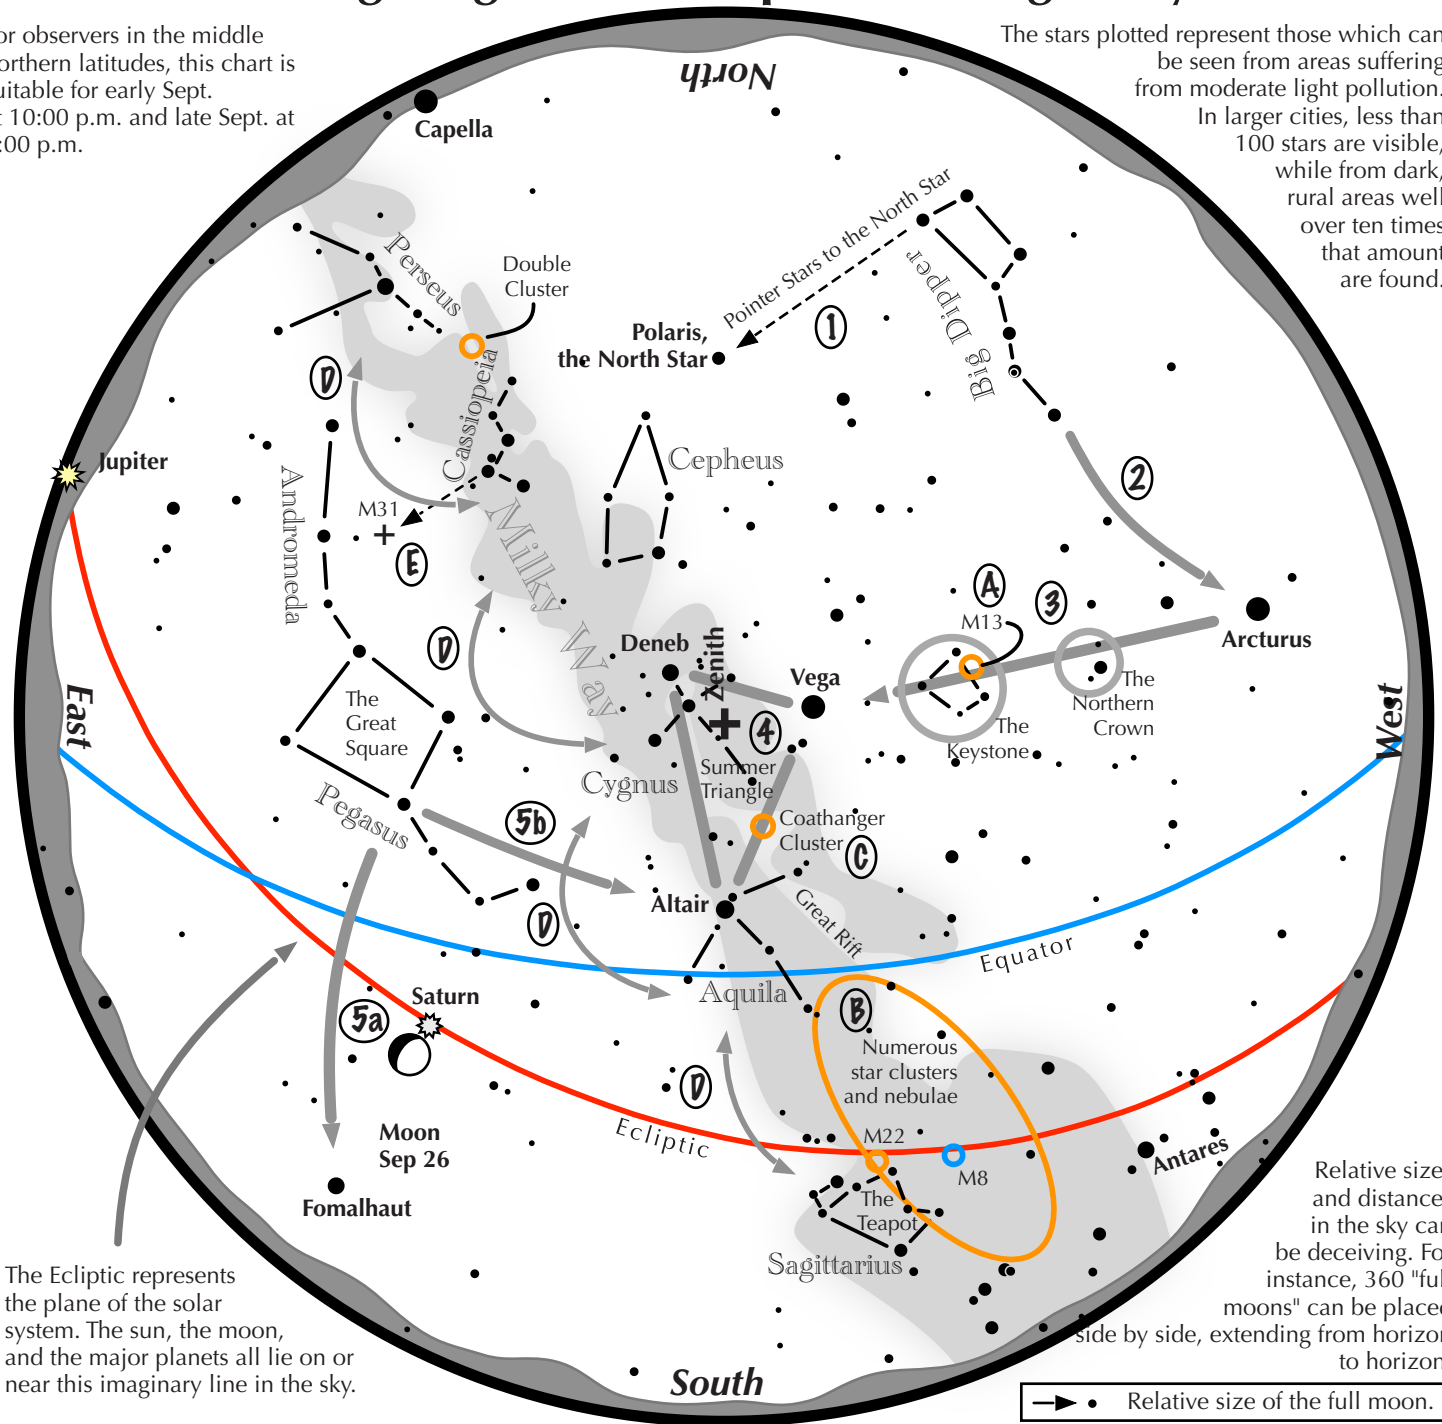 or observers in the middle
orthern latitudes, this chart is
uitable for early Sept.
t 10:00 p.m. and late Sept. at
:00 p.m.
The stars plotted represent those which can
be seen from areas suffering
from moderate light pollution.
In larger cities, less than
100 stars are visible,
while from dark,
rural areas well
over ten times
that amount
are found.
North
Capella
Perseus
Double
Cluster
Pointer Stars to the North Star
1
Big Dipper
Polaris,
the North Star
D
Cassiopeia
Cepheus
2
Jupiter
Andromeda
M31
E
Milky Way
A
3
M13
Arcturus
D
Deneb
Zenith
Vega
The
Northern
Crown
The
Keystone
East
West
The
Great
Square
4
Summer
Triangle
Cygnus
Pegasus
5b
Coathanger
Cluster
C
Altair
Great Rift
D
Equator
Aquila
Saturn
5a
B
Numerous
star clusters
and nebulae
D
Ecliptic
Moon
Sep 26
M22
M8
Antares
Fomalhaut
The
Teapot
Sagittarius
The Ecliptic represents
the plane of the solar
system. The sun, the moon,
and the major planets all lie on or
near this imaginary line in the sky.
Relative size
and distance
in the sky can
be deceiving. Fo
instance, 360 "ful
moons" can be placed
side by side, extending from horizon
to horizon
South
Relative size of the full moon.